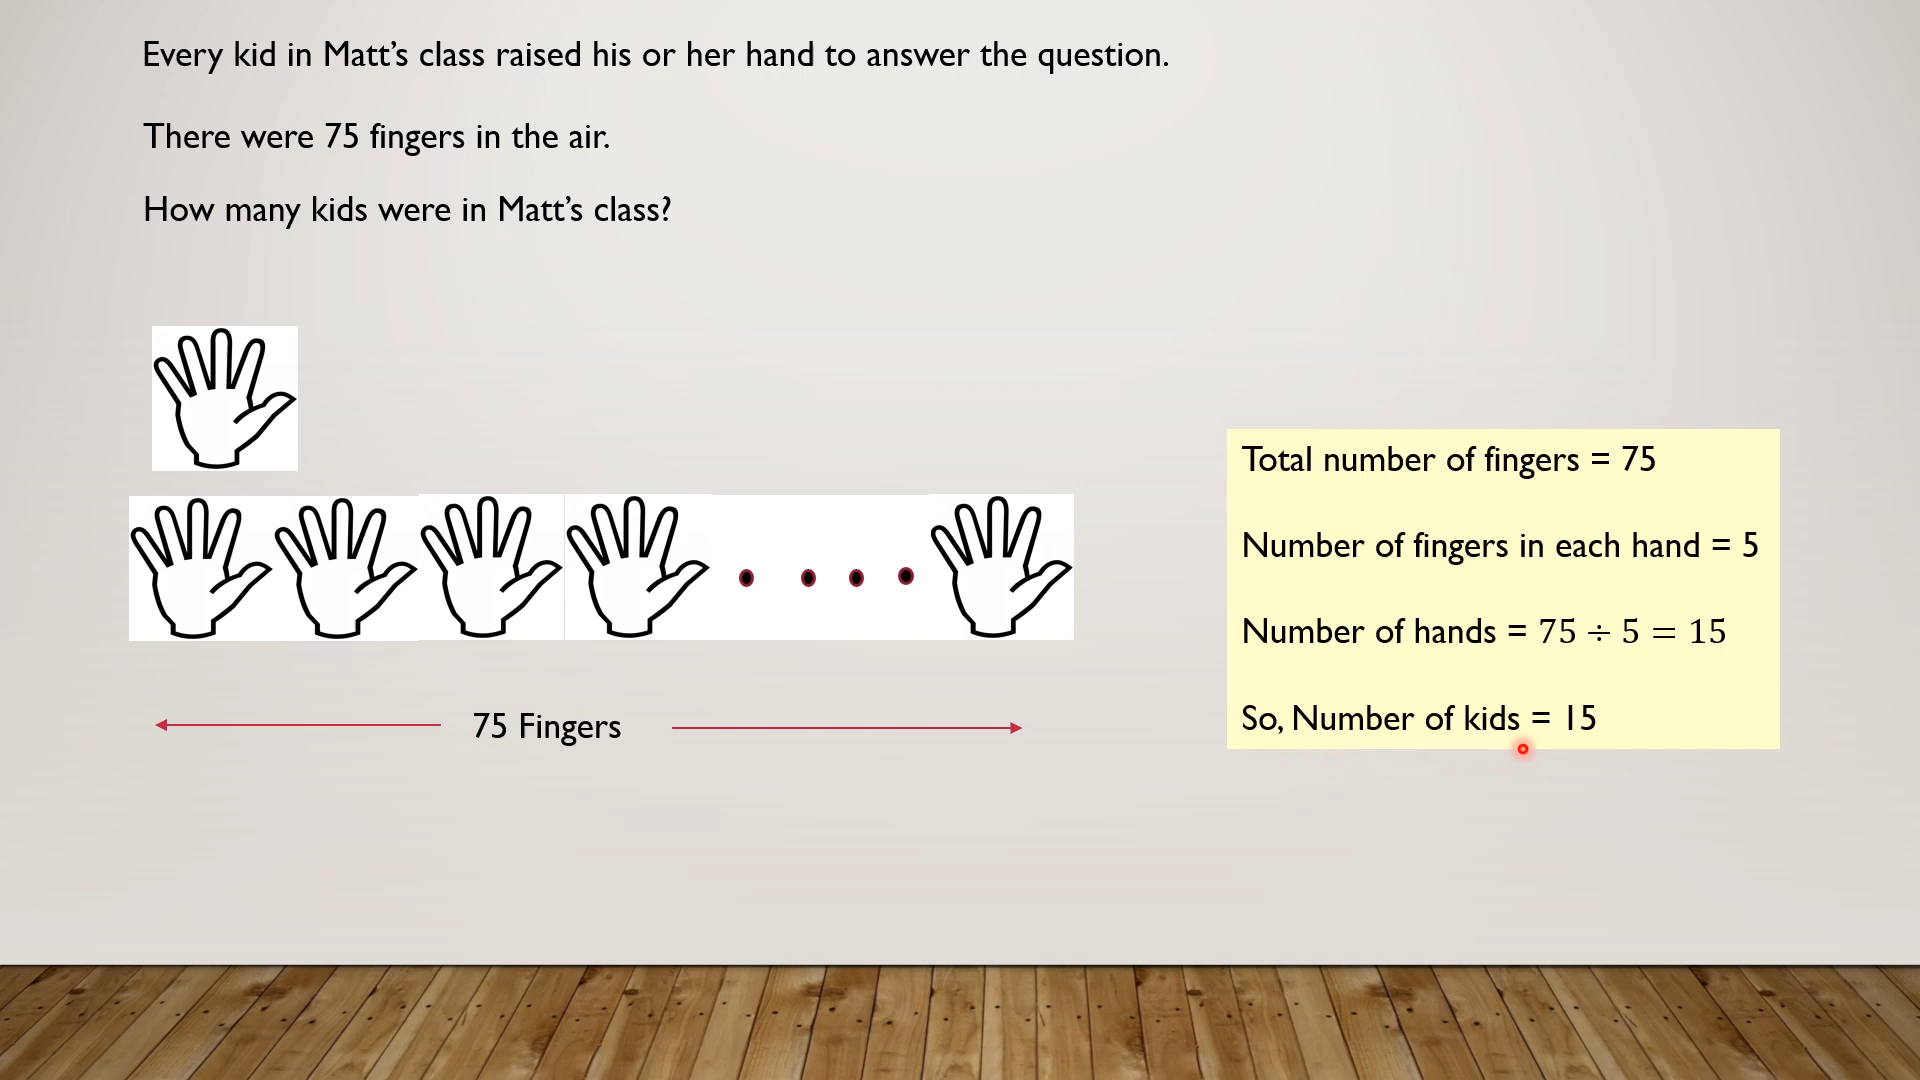 Every kid in Matt’s class raised his or her hand to answer the question.
There were 75 fingers in the air.
How many kids were in Matt’s class?
75 Fingers
Total number of fingers = 75
Number of fingers in each hand = 5
Number of hands = 75 ÷ 5 = 15
So, Number of kids = 15